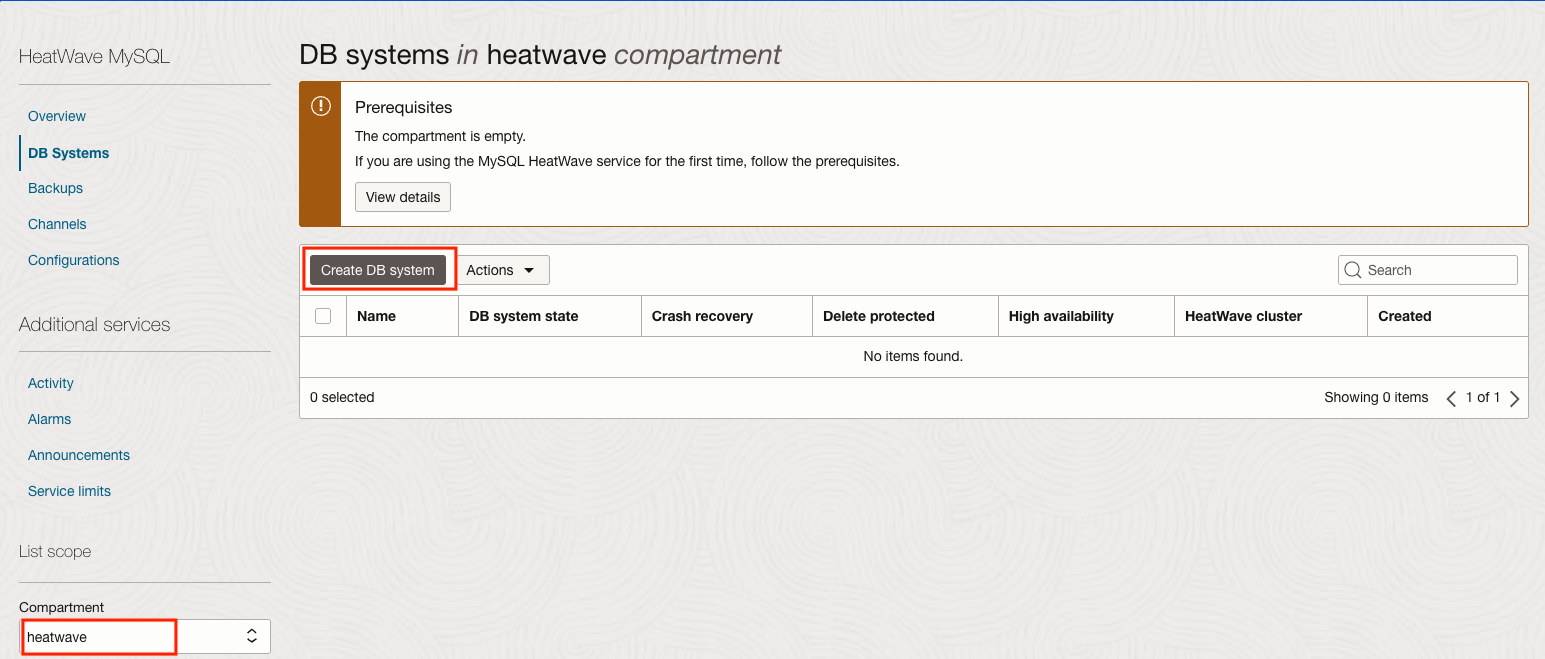 HeatWave MySQL
Overview
DB Systems
Backups
Channels
Configurations
Additional services
Activity
Alarms
Announcements
Service limits
List scope
Compartment
heatwave
DB systems in heatwave compartment
Prerequisites
The compartment is empty.
If you are using the MySQL HeatWave service for the first time, follow the prerequisites.
View details
Create DB system Actions Search
Name DB system state Crash recovery Delete protected High availability HeatWave cluster Created
No items found.
0 selected Showing 0 items 1 of 1